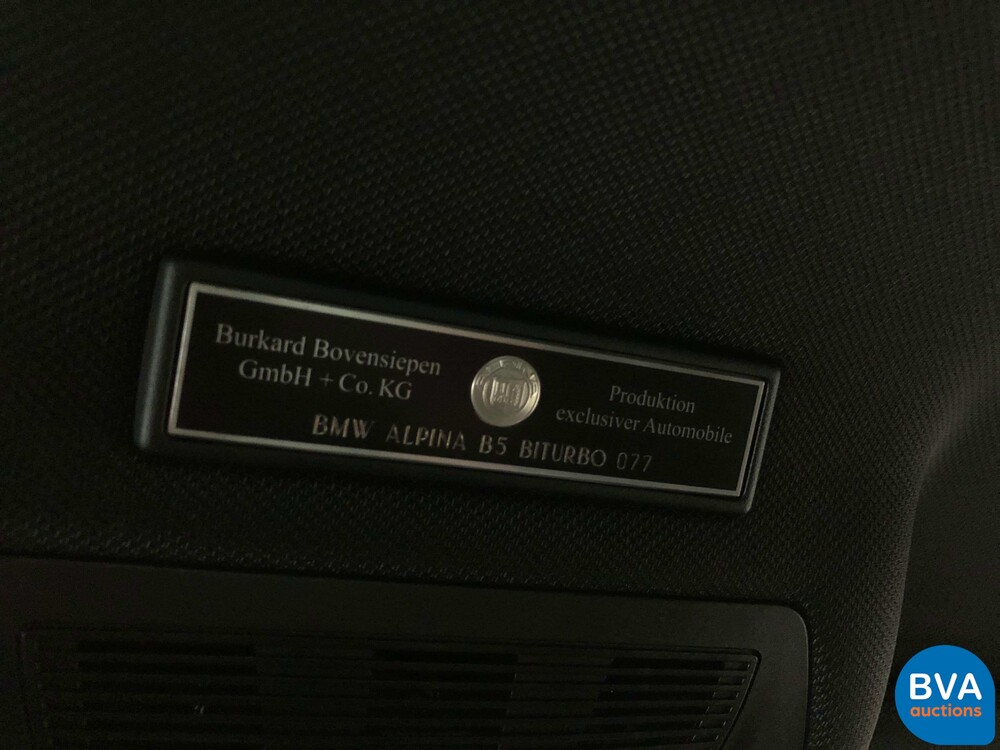 Burkard Bovensiepen
GmbH + Co. KG
Produktion
exclusiver Automobile
BMW ALPINA B5 BITURBO 077
BVA
auctions